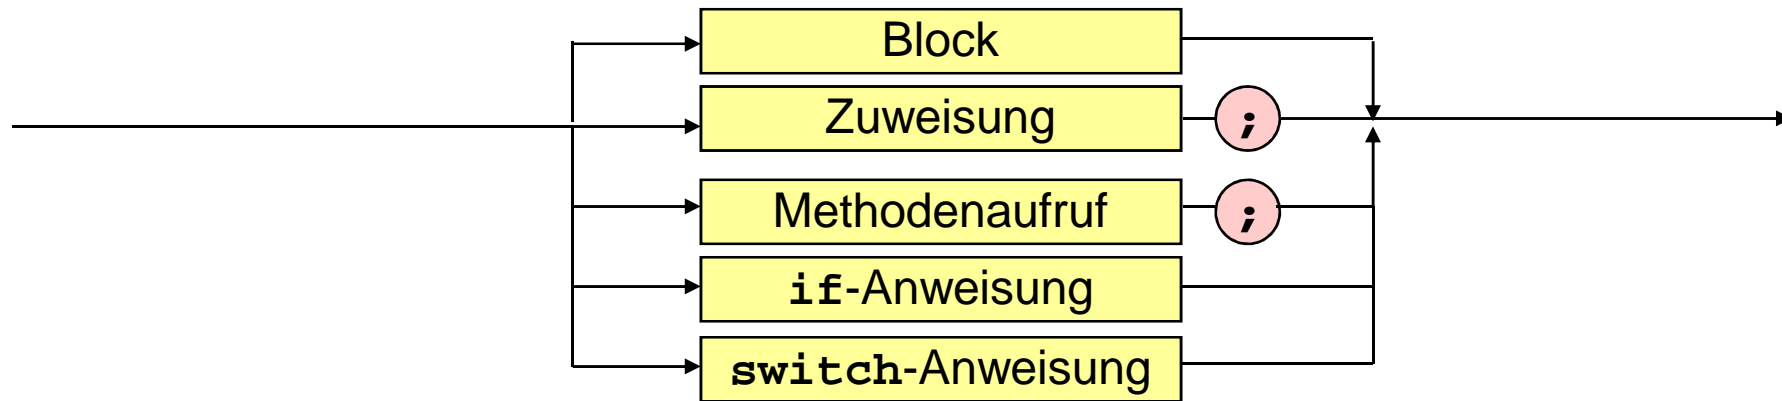 Block
Zuweisung ;
Methodenaufruf ;
if-Anweisung
switch-Anweisung